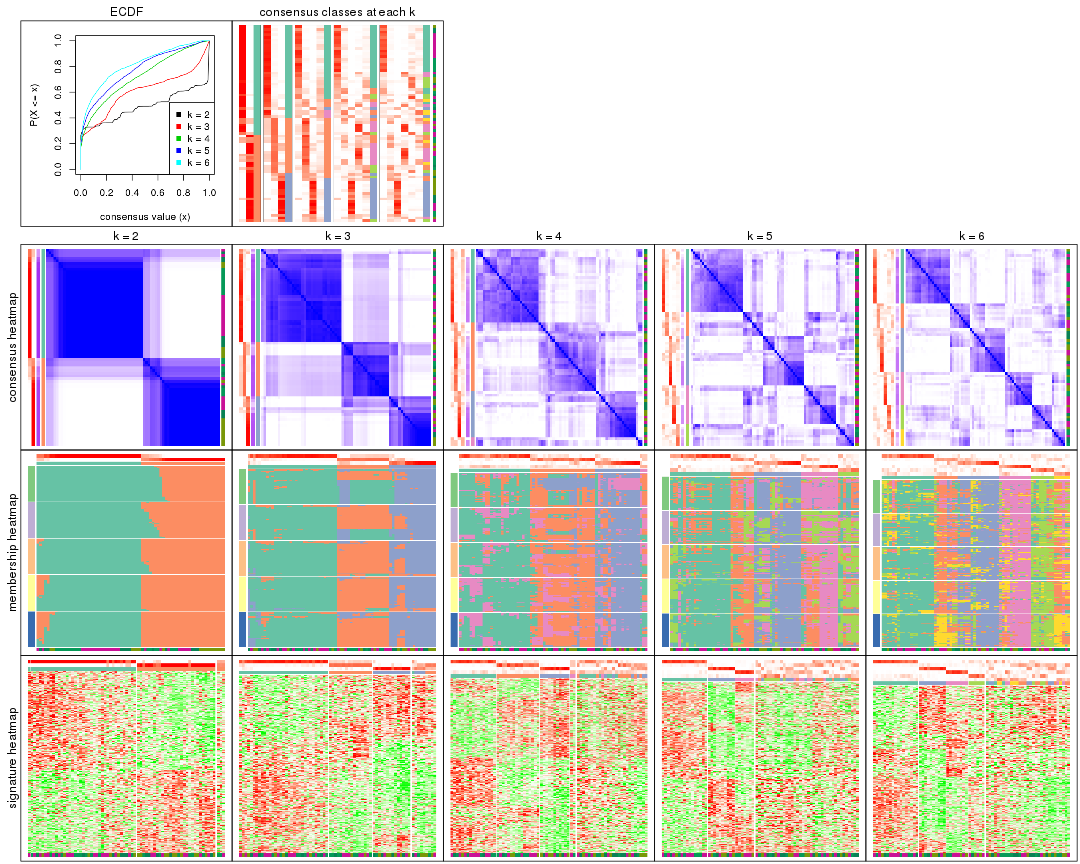 ECDF
consensus classes at each k
P(X <= x)
0.0 0.2 0.4 0.6 0.8 1.0
k = 2
k = 3
k = 4
k = 5
k = 6
0.0 0.2 0.4 0.6 0.8 1.0
consensus value (x)
k = 2
k = 3
k = 4
k = 5
k = 6
consensus heatmap
membership heatmap
signature heatmap